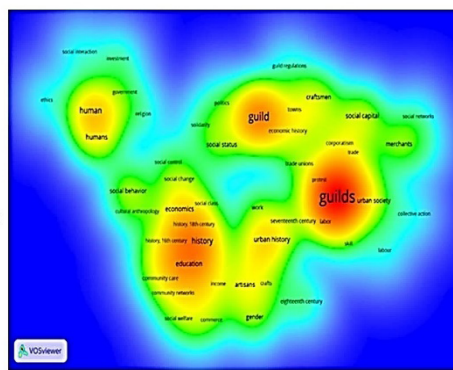 social interaction
investment
government
ethics
human
religion
humans
guild regulations
craftsmen
politics
towns
guild
social capital
social networks
solidarity
economic history
social status
corporatism
merchants
trade
trade unions
social control
social change
protest
social behavior
guilds
urban society
economics
social class
work
cultural anthropology
collective action
history, 18th century
seventeenth century
labor
history, 16th century
history
urban history
skill
labour
education
community care
income
artisans
crafts
community networks
eighteenth century
social welfare
commerce
gender
VOSviewer